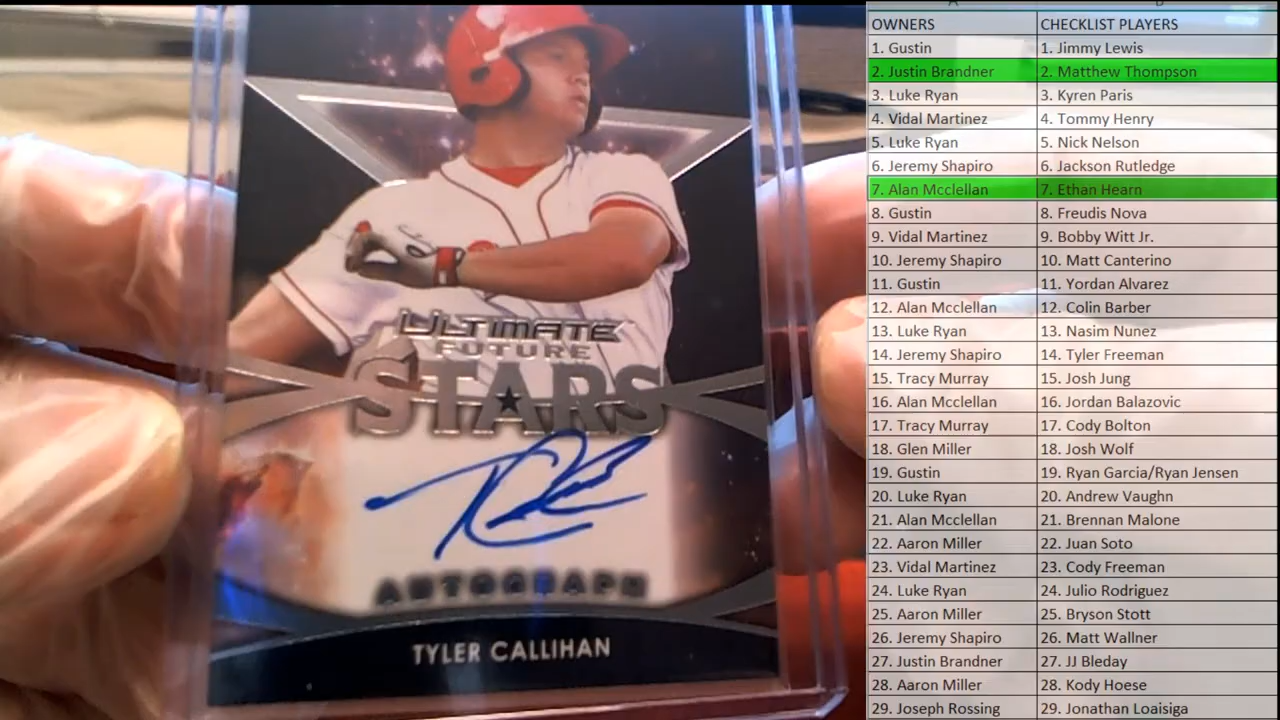 ULTIMATE
FUTURE
STARS
AUTOGRAPH
TYLER CALLIHAN
OWNERS CHECKLIST PLAYERS
1. Gustin 1. Jimmy Lewis
2. Justin Brandner 2. Matthew Thompson
3. Luke Ryan 3. Kyren Paris
4. Vidal Martinez 4. Tommy Henry
5. Luke Ryan 5. Nick Nelson
6. Jeremy Shapiro 6. Jackson Rutledge
7. Alan Mcclellan 7. Ethan Hearn
8. Gustin 8. Freudis Nova
9. Vidal Martinez 9. Bobby Witt Jr.
10. Jeremy Shapiro 10. Matt Canterino
11. Gustin 11. Yordan Alvarez
12. Alan Mcclellan 12. Colin Barber
13. Luke Ryan 13. Nasim Nunez
14. Jeremy Shapiro 14. Tyler Freeman
15. Tracy Murray 15. Josh Jung
16. Alan Mcclellan 16. Jordan Balazovic
17. Tracy Murray 17. Cody Bolton
18. Glen Miller 18. Josh Wolf
19. Gustin 19. Ryan Garcia/Ryan Jensen
20. Luke Ryan 20. Andrew Vaughn
21. Alan Mcclellan 21. Brennan Malone
22. Aaron Miller 22. Juan Soto
23. Vidal Martinez 23. Cody Freeman
24. Luke Ryan 24. Julio Rodriguez
25. Aaron Miller 25. Bryson Stott
26. Jeremy Shapiro 26. Matt Wallner
27. Justin Brandner 27. JJ Bleday
28. Aaron Miller 28. Kody Hoese
29. Joseph Rossing 29. Jonathan Loaisiga